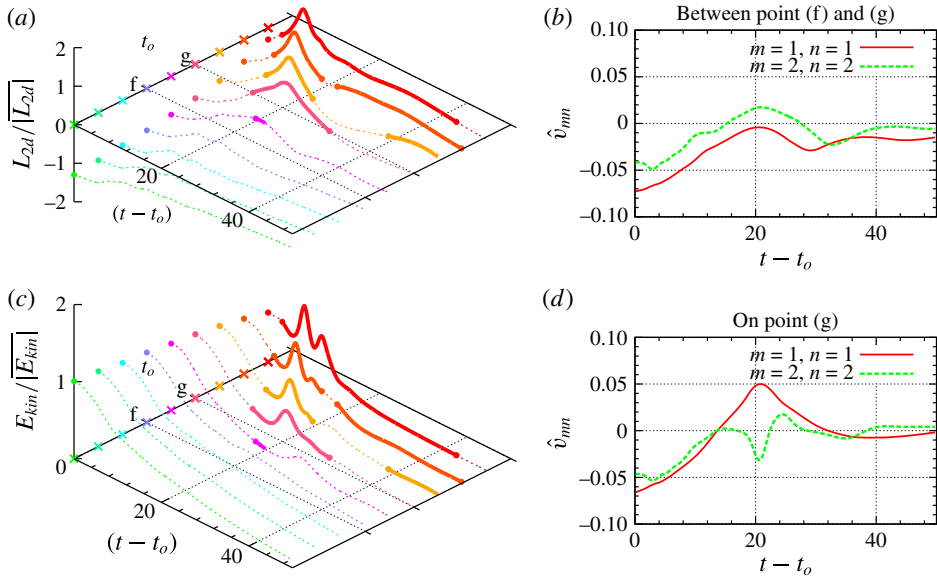 (a)
2
1
0
−1
−2
L2d/|L2d|
to
g
f
20
40
(t − to)
(b)
Between point (f) and (g)
0.10
0.05
0
−0.05
−0.10
v̂mn
m = 1, n = 1
m = 2, n = 2
0
20
40
t − to
(c)
2
1
0
Ekin/|Ekin|
to
g
f
20
40
(t − to)
(d)
On point (g)
0.10
0.05
0
−0.05
−0.10
v̂mn
m = 1, n = 1
m = 2, n = 2
0
20
40
t − to